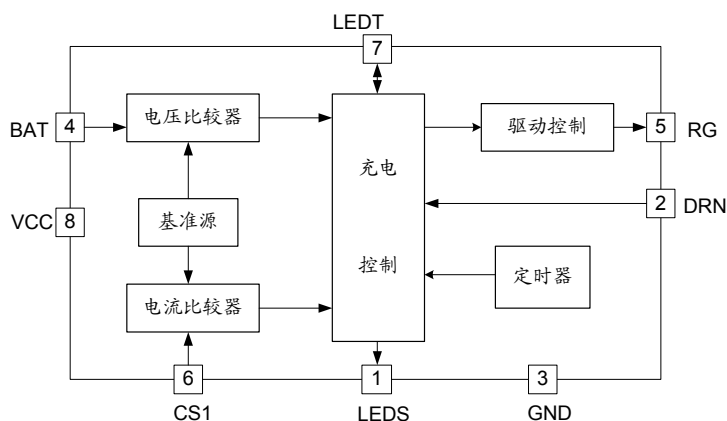 LEDT
7
BAT
4
电压比较器
充电
驱动控制
5
RG
VCC
8
基准源
2
DRN
控制
定时器
电流比较器
6
1
3
CS1
LEDS
GND